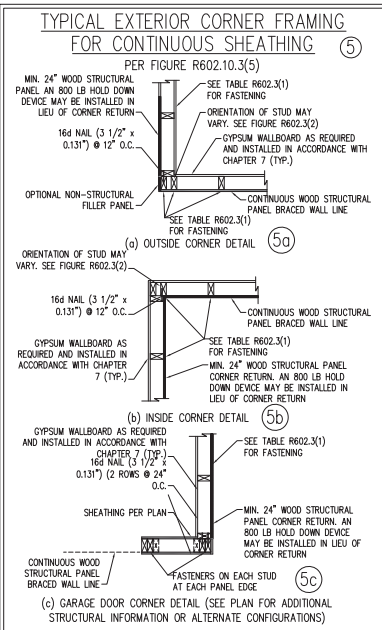 TYPICAL EXTERIOR CORNER FRAMING
FOR CONTINUOUS SHEATHING
5
PER FIGURE R602.10.3(5)
MIN. 24" WOOD STRUCTURAL
PANEL AN 800 LB HOLD DOWN
DEVICE MAY BE INSTALLED IN
LIEU OF CORNER RETURN
16d NAIL (3 1/2" x
0.131") @ 12" O.C.
OPTIONAL NON-STRUCTURAL
FILLER PANEL
SEE TABLE R602.3(1)
FOR FASTENING
ORIENTATION OF STUD MAY
VARY. SEE FIGURE R602.3(2)
GYPSUM WALLBOARD AS REQUIRED
AND INSTALLED IN ACCORDANCE WITH
CHAPTER 7 (TYP.)
CONTINUOUS WOOD STRUCTURAL
PANEL BRACED WALL LINE
SEE TABLE R602.3(1)
FOR FASTENING
(a) OUTSIDE CORNER DETAIL
5a
ORIENTATION OF STUD MAY
VARY. SEE FIGURE R602.3(2)
16d NAIL (3 1/2" x
0.131") @ 12" O.C.
GYPSUM WALLBOARD AS
REQUIRED AND INSTALLED IN
ACCORDANCE WITH CHAPTER
7 (TYP.)
CONTINUOUS WOOD STRUCTURAL
PANEL BRACED WALL LINE
SEE TABLE R602.3(1)
FOR FASTENING
MIN. 24" WOOD STRUCTURAL PANEL
CORNER RETURN. AN 800 LB HOLD
DOWN DEVICE MAY BE INSTALLED IN
LIEU OF CORNER RETURN
(b) INSIDE CORNER DETAIL
5b
GYPSUM WALLBOARD AS REQUIRED
AND INSTALLED IN ACCORDANCE WITH
CHAPTER 7 (TYP.)
16d NAIL (3 1/2" x
0.131") (2 ROWS @ 24"
O.C.
SHEATHING PER PLAN
SEE TABLE R602.3(1)
FOR FASTENING
MIN. 24" WOOD STRUCTURAL
PANEL CORNER RETURN. AN
800 LB HOLD DOWN DEVICE
MAY BE INSTALLED IN LIEU OF
CORNER RETURN
CONTINUOUS WOOD
STRUCTURAL PANEL
BRACED WALL LINE
FASTENERS ON EACH STUD
AT EACH PANEL EDGE
5c
(c) GARAGE DOOR CORNER DETAIL (SEE PLAN FOR ADDITIONAL
STRUCTURAL INFORMATION OR ALTERNATE CONFIGURATIONS)